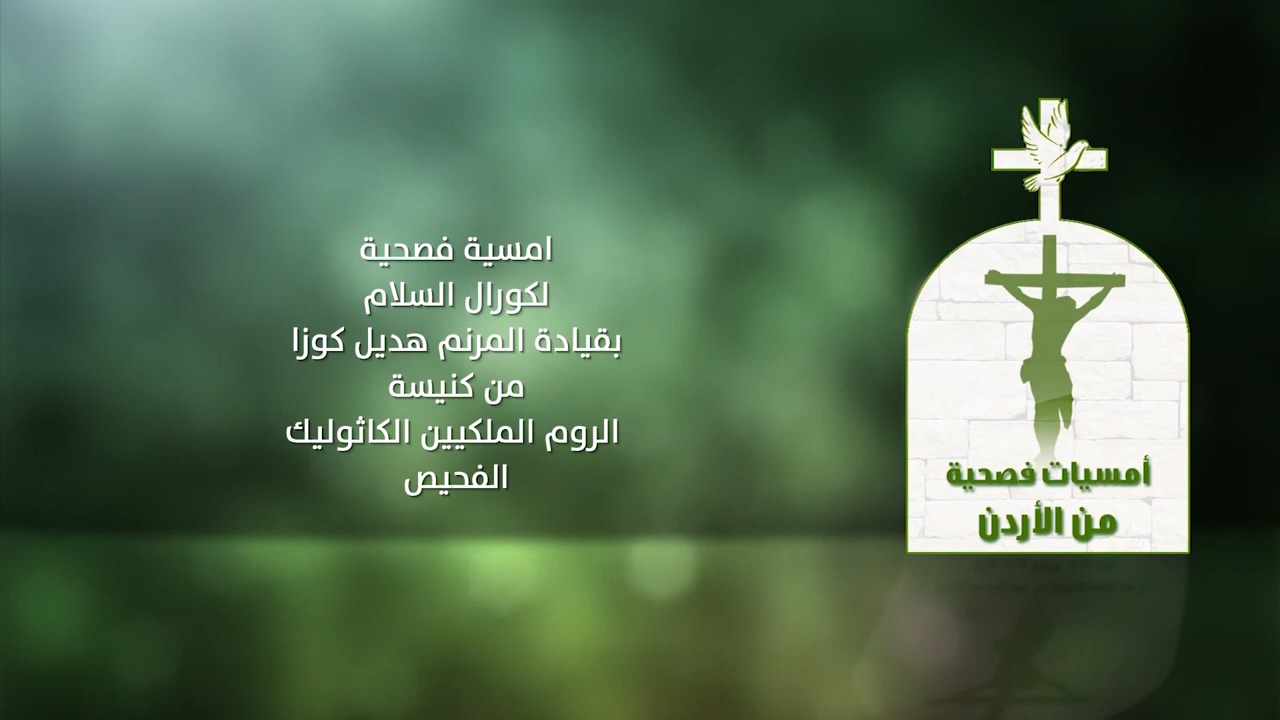 امسية فصحية
لكورال السلام
بقيادة المرنم هديل كوزا
من كنيسة
الروم الملكيين الكاثوليك
الفحيص
أمسيات فصحية
من الأردن